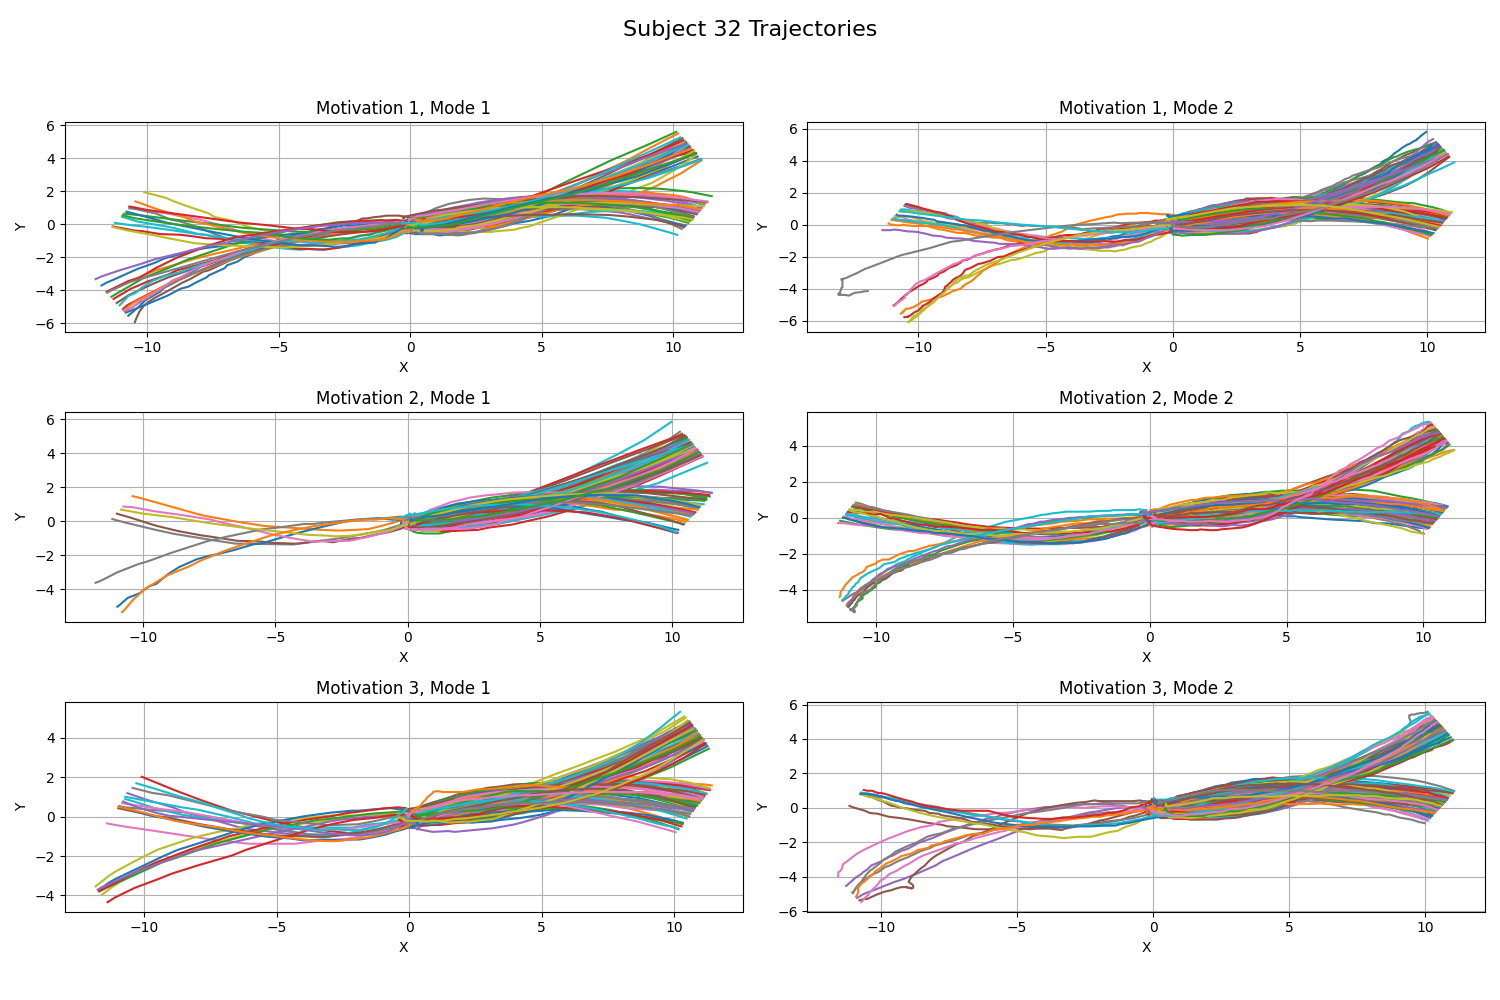 Subject 32 Trajectories
Motivation 1, Mode 1
6
4
2
0
−2
−4
−6
Y
−10 −5 0 5 10
X
Motivation 1, Mode 2
6
4
2
0
−2
−4
−6
Y
−10 −5 0 5 10
X
Motivation 2, Mode 1
6
4
2
0
−2
−4
Y
−10 −5 0 5 10
X
Motivation 2, Mode 2
4
2
0
−2
−4
Y
−10 −5 0 5 10
X
Motivation 3, Mode 1
4
2
0
−2
−4
Y
−10 −5 0 5 10
X
Motivation 3, Mode 2
6
4
2
0
−2
−4
−6
Y
−10 −5 0 5 10
X